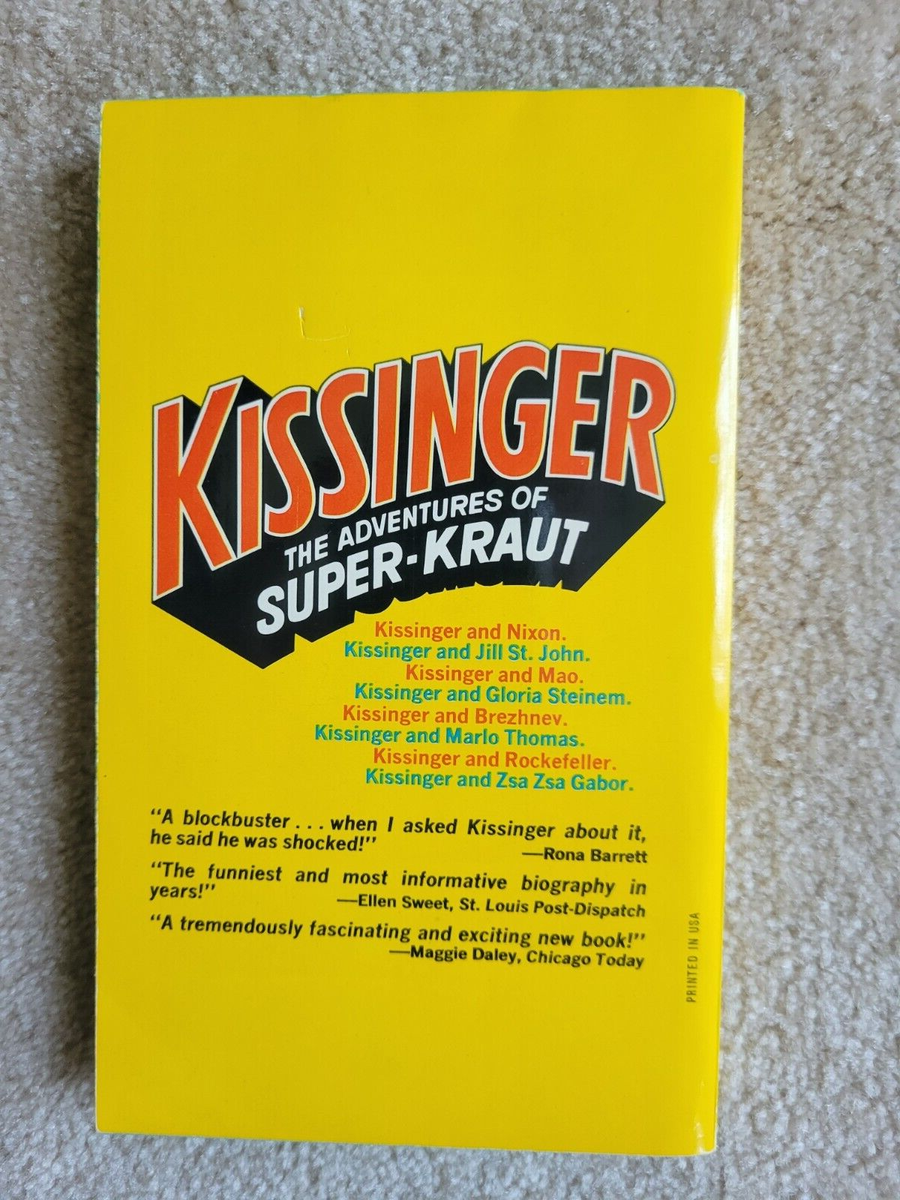 KISSINGER
THE ADVENTURES OF
SUPER-KRAUT
Kissinger and Nixon.
Kissinger and Jill St. John.
Kissinger and Mao.
Kissinger and Gloria Steinem.
Kissinger and Brezhnev.
Kissinger and Marlo Thomas.
Kissinger and Rockefeller.
Kissinger and Zsa Zsa Gabor.
"A blockbuster . . . when I asked Kissinger about it,
he said he was shocked!"
—Rona Barrett
"The funniest and most informative biography in
years!"
—Ellen Sweet, St. Louis Post-Dispatch
"A tremendously fascinating and exciting new book!"
—Maggie Daley, Chicago Today
PRINTED IN USA